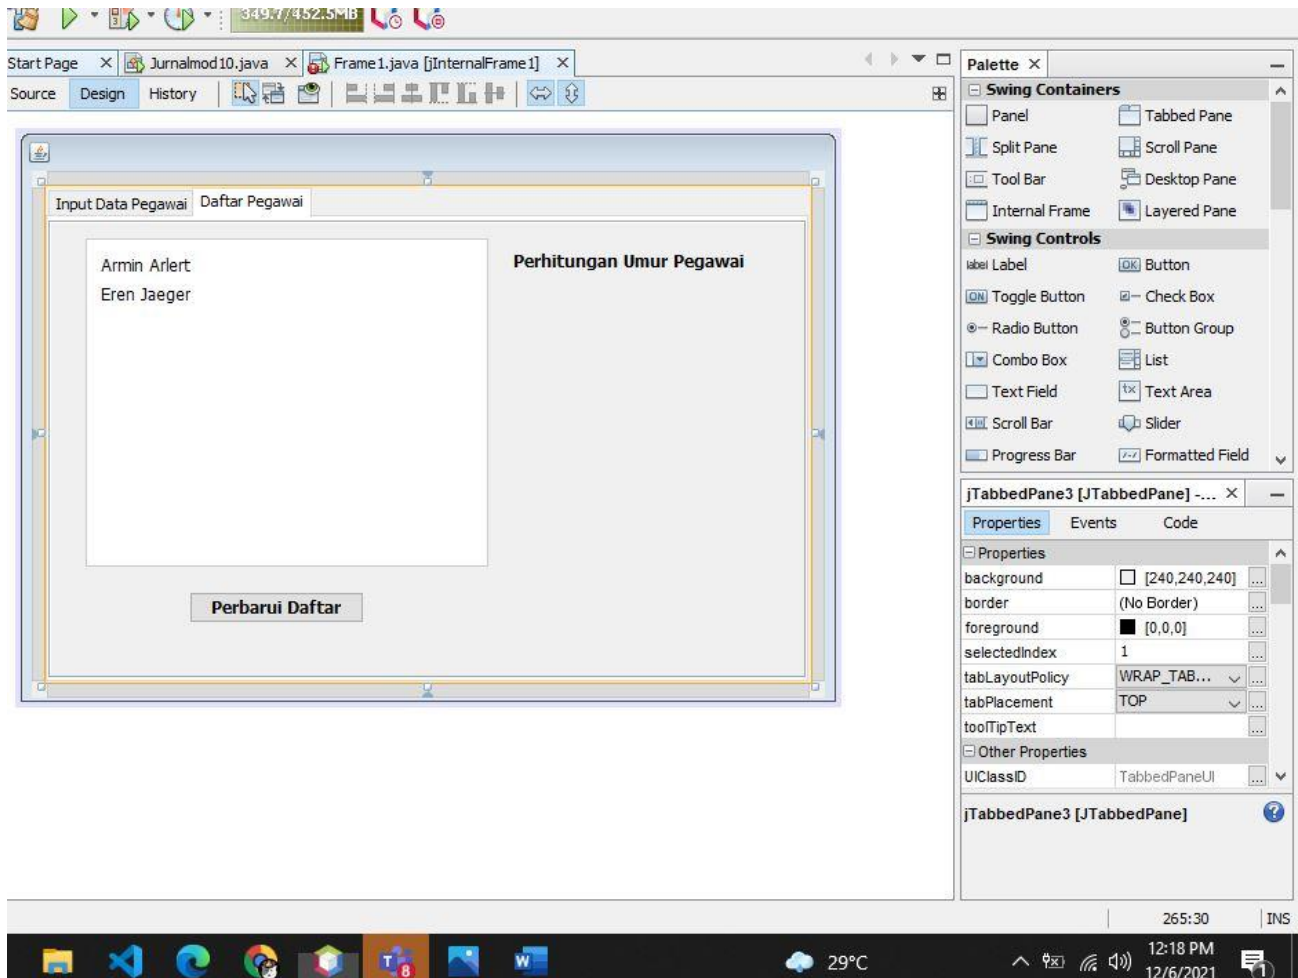 349.7/452.5MB
Start Page
Jurnalmod10.java
Frame1.java [jInternalFrame1]
Source Design History
Input Data Pegawai Daftar Pegawai
Armin Arlert
Eren Jaeger
Perhitungan Umur Pegawai
Perbarui Daftar
Palette
Swing Containers
Panel Tabbed Pane
Split Pane Scroll Pane
Tool Bar Desktop Pane
Internal Frame Layered Pane
Swing Controls
label Label OK Button
ON Toggle Button Check Box
Radio Button Button Group
Combo Box List
Text Field Text Area
Scroll Bar Slider
Progress Bar Formatted Field
jTabbedPane3 [JTabbedPane] -...
Properties Events Code
Properties
background [240,240,240] ...
border (No Border) ...
foreground [0,0,0] ...
selectedIndex 1 ...
tabLayoutPolicy WRAP_TAB... ...
tabPlacement TOP ...
toolTipText ...
Other Properties
UIClassID TabbedPaneUI ...
jTabbedPane3 [JTabbedPane]
265:30 INS
29°C
12:18 PM
12/6/2021